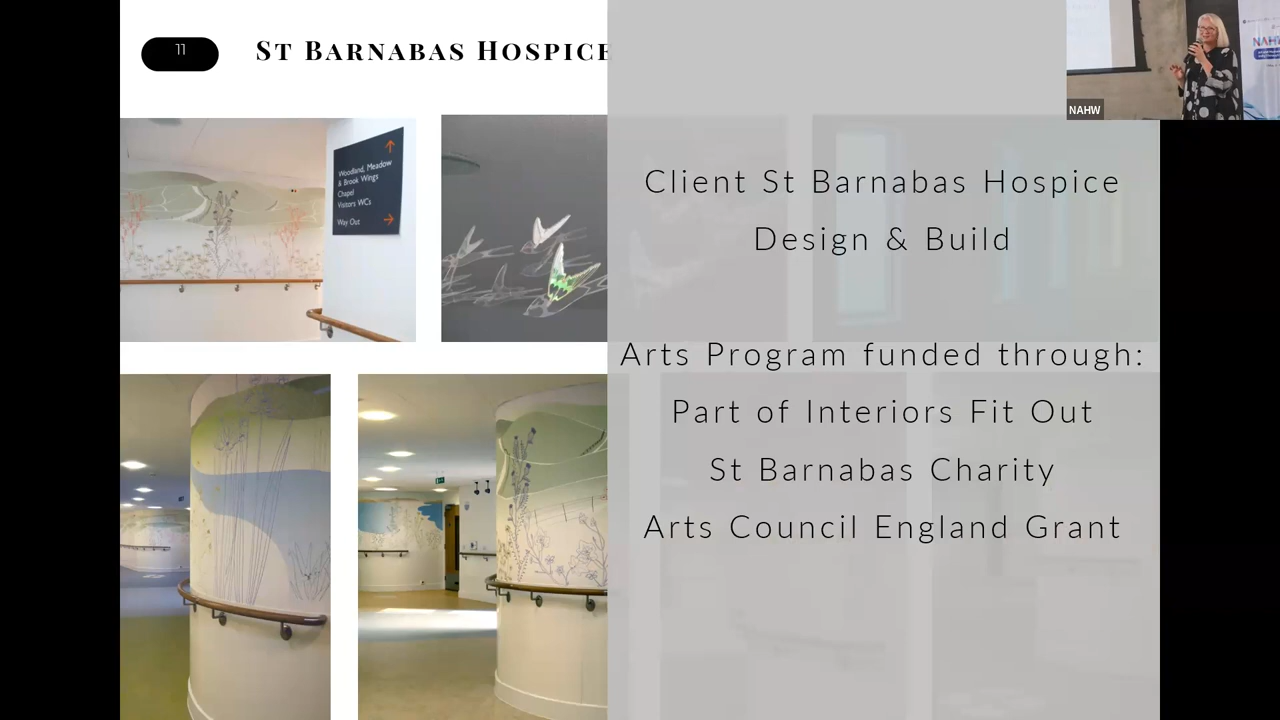 11
St Barnabas Hospice
Woodland, Meadow
& Brook Wings
Chapel
Visitors WCs
Way Out
Client St Barnabas Hospice
Design & Build
Arts Program funded through:
Part of Interiors Fit Out
St Barnabas Charity
Arts Council England Grant
NAHW